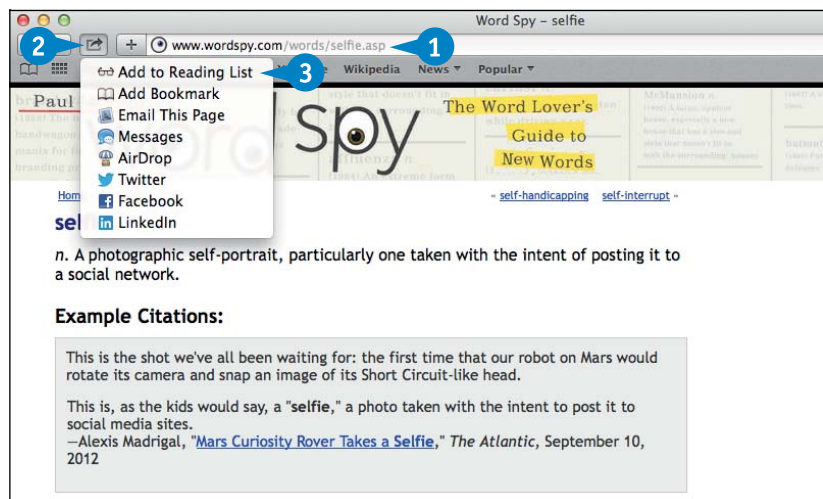 Word Spy – selfie
2
+
www.wordspy.com/words/selfie.asp
1
Add to Reading List
3
Wikipedia
News
Popular
Add Bookmark
Email This Page
Messages
AirDrop
Twitter
Facebook
LinkedIn
Paul
Spy
The Word Lover's
Guide to
New Words
Hom
« self-handicapping self-interrupt »
sel
n. A photographic self-portrait, particularly one taken with the intent of posting it to
a social network.
Example Citations:
This is the shot we've all been waiting for: the first time that our robot on Mars would
rotate its camera and snap an image of its Short Circuit-like head.
This is, as the kids would say, a "selfie," a photo taken with the intent to post it to
social media sites.
—Alexis Madrigal, "Mars Curiosity Rover Takes a Selfie," The Atlantic, September 10,
2012